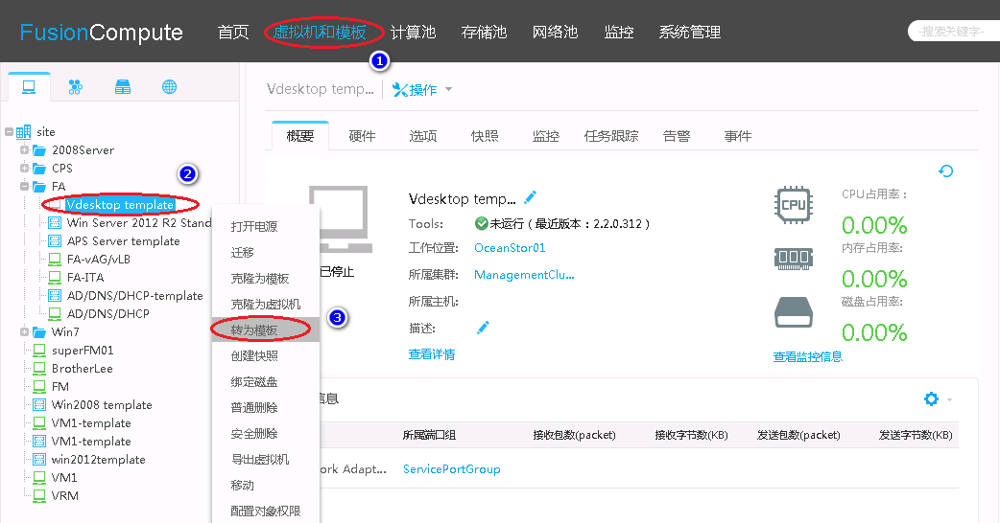 FusionCompute 首页 虚拟机和模板 计算池 存储池 网络池 监控 系统管理 -搜索关键字-
1
Vdesktop temp... 操作
site
2008Server
CPS
FA
2
Vdesktop template
Win Server 2012 R2 Stand
APS Server template
FA-vAG/vLB
FA-ITA
AD/DNS/DHCP-template
AD/DNS/DHCP
Win7
superFM01
BrotherLee
FM
Win2008 template
VM1-template
VM1-template
win2012template
VM1
VRM
打开电源
迁移
克隆为模板
克隆为虚拟机
转为模板
3
创建快照
绑定磁盘
普通删除
安全删除
导出虚拟机
移动
配置对象权限
概要 硬件 选项 快照 监控 任务跟踪 告警 事件
已停止
Vdesktop temp...
Tools: 未运行（最近版本：2.2.0.312）
工作位置: OceanStor01
所属集群: ManagementClu...
所属主机:
描述:
查看详情
CPU
CPU占用率：
0.00%
内存占用率:
0.00%
磁盘占用率：
0.00%
查看监控信息
信息
所属端口组 接收包数(packet) 接收字节数(KB) 发送包数(packet) 发送字节数(KB)
ork Adapt... ServicePortGroup